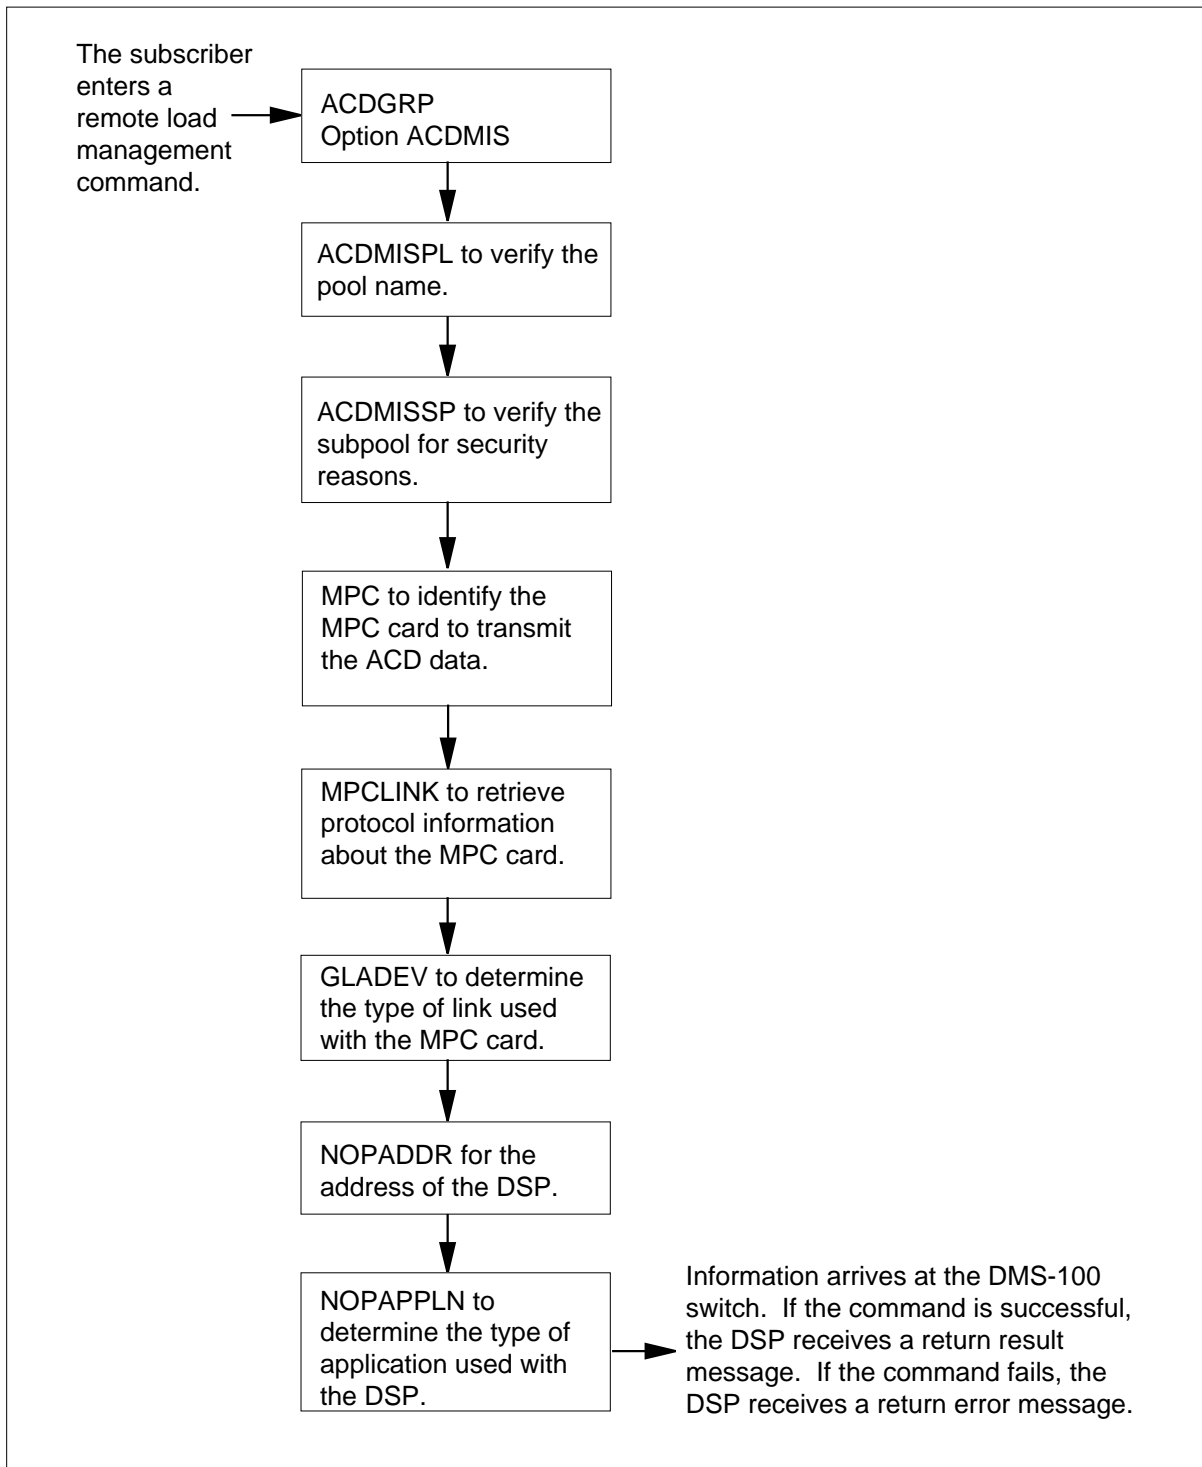 The subscriber
enters a
remote load
management
command.
ACDGRP
Option ACDMIS
ACDMISPL to verify the
pool name.
ACDMISSP to verify the
subpool for security
reasons.
MPC to identify the
MPC card to transmit
the ACD data.
MPCLINK to retrieve
protocol information
about the MPC card.
GLADEV to determine
the type of link used
with the MPC card.
NOPADDR for the
address of the DSP.
NOPAPPLN to
determine the type of
application used with
the DSP.
Information arrives at the DMS-100
switch.  If the command is successful,
the DSP receives a return result
message.  If the command fails, the
DSP receives a return error message.